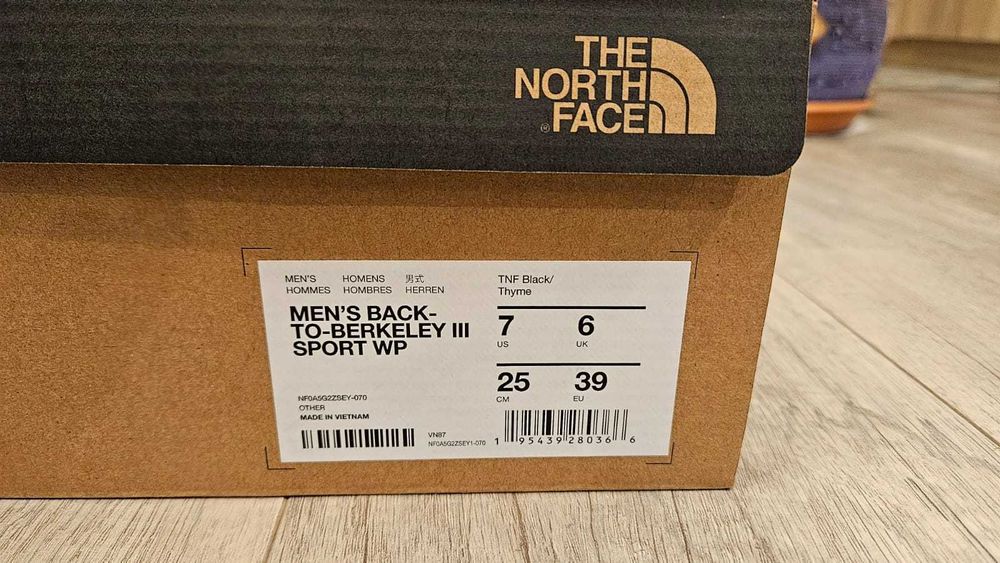 THE
NORTH
FACE
®
MEN'S HOMENS 男式
HOMMES HOMBRES HERREN
MEN'S BACK-
TO-BERKELEY III
SPORT WP
NF0A5G2ZSEY-070
OTHER
MADE IN VIETNAM
VN87
NF0A5G2ZSEY1-070
TNF Black/
Thyme
7 6
US UK
25 39
CM EU
1 95439 28036 6